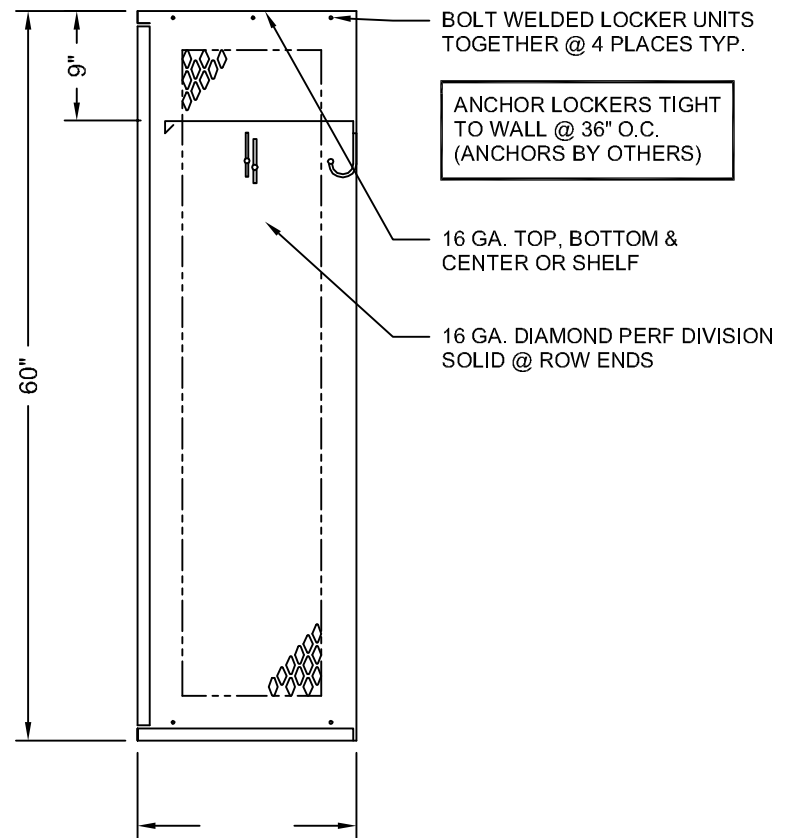 BOLT WELDED LOCKER UNITS
TOGETHER @ 4 PLACES TYP.
9"
ANCHOR LOCKERS TIGHT
TO WALL @ 36" O.C.
(ANCHORS BY OTHERS)
16 GA. TOP, BOTTOM &
CENTER OR SHELF
16 GA. DIAMOND PERF DIVISION
SOLID @ ROW ENDS
60"